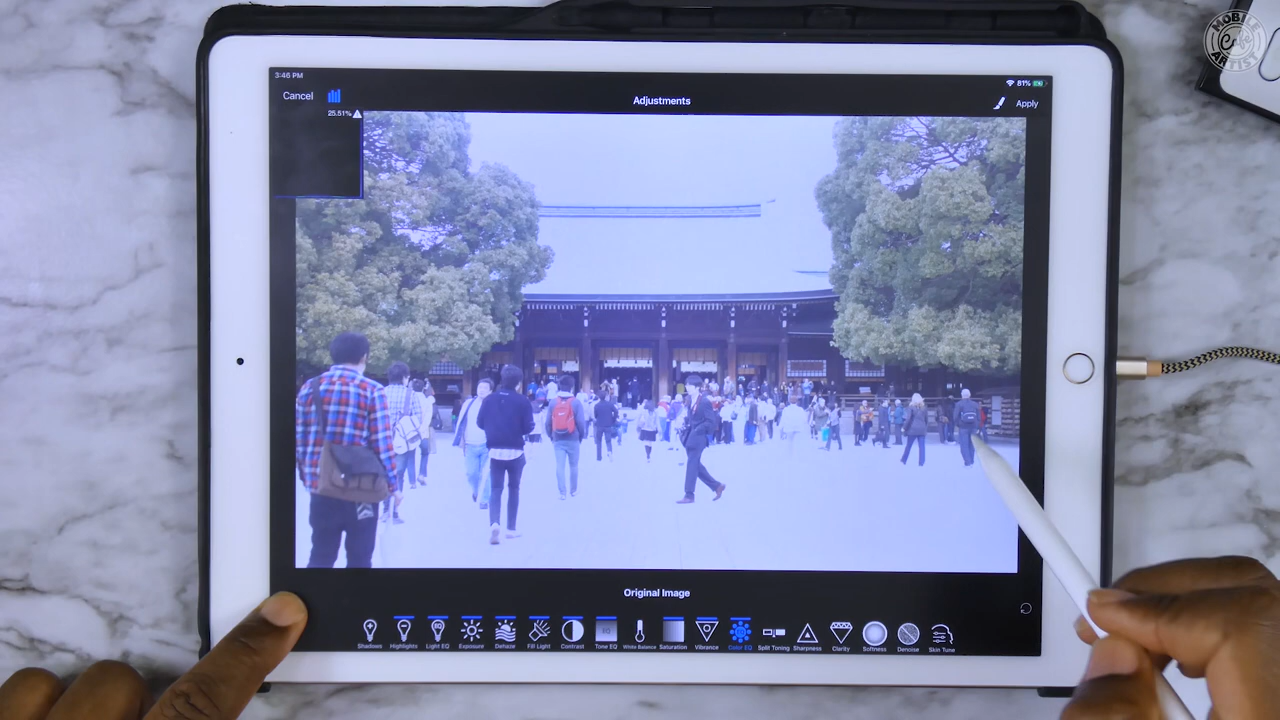 MOBILE
ARTIST
3:46 PM
81%
Cancel
Adjustments
Apply
25.51%
Original Image
Shadows Highlights Light EQ Exposure Dehaze Fill Light Contrast Tone EQ White Balance Saturation Vibrance Color EQ Split Toning Sharpness Clarity Softness Denoise Skin Tune